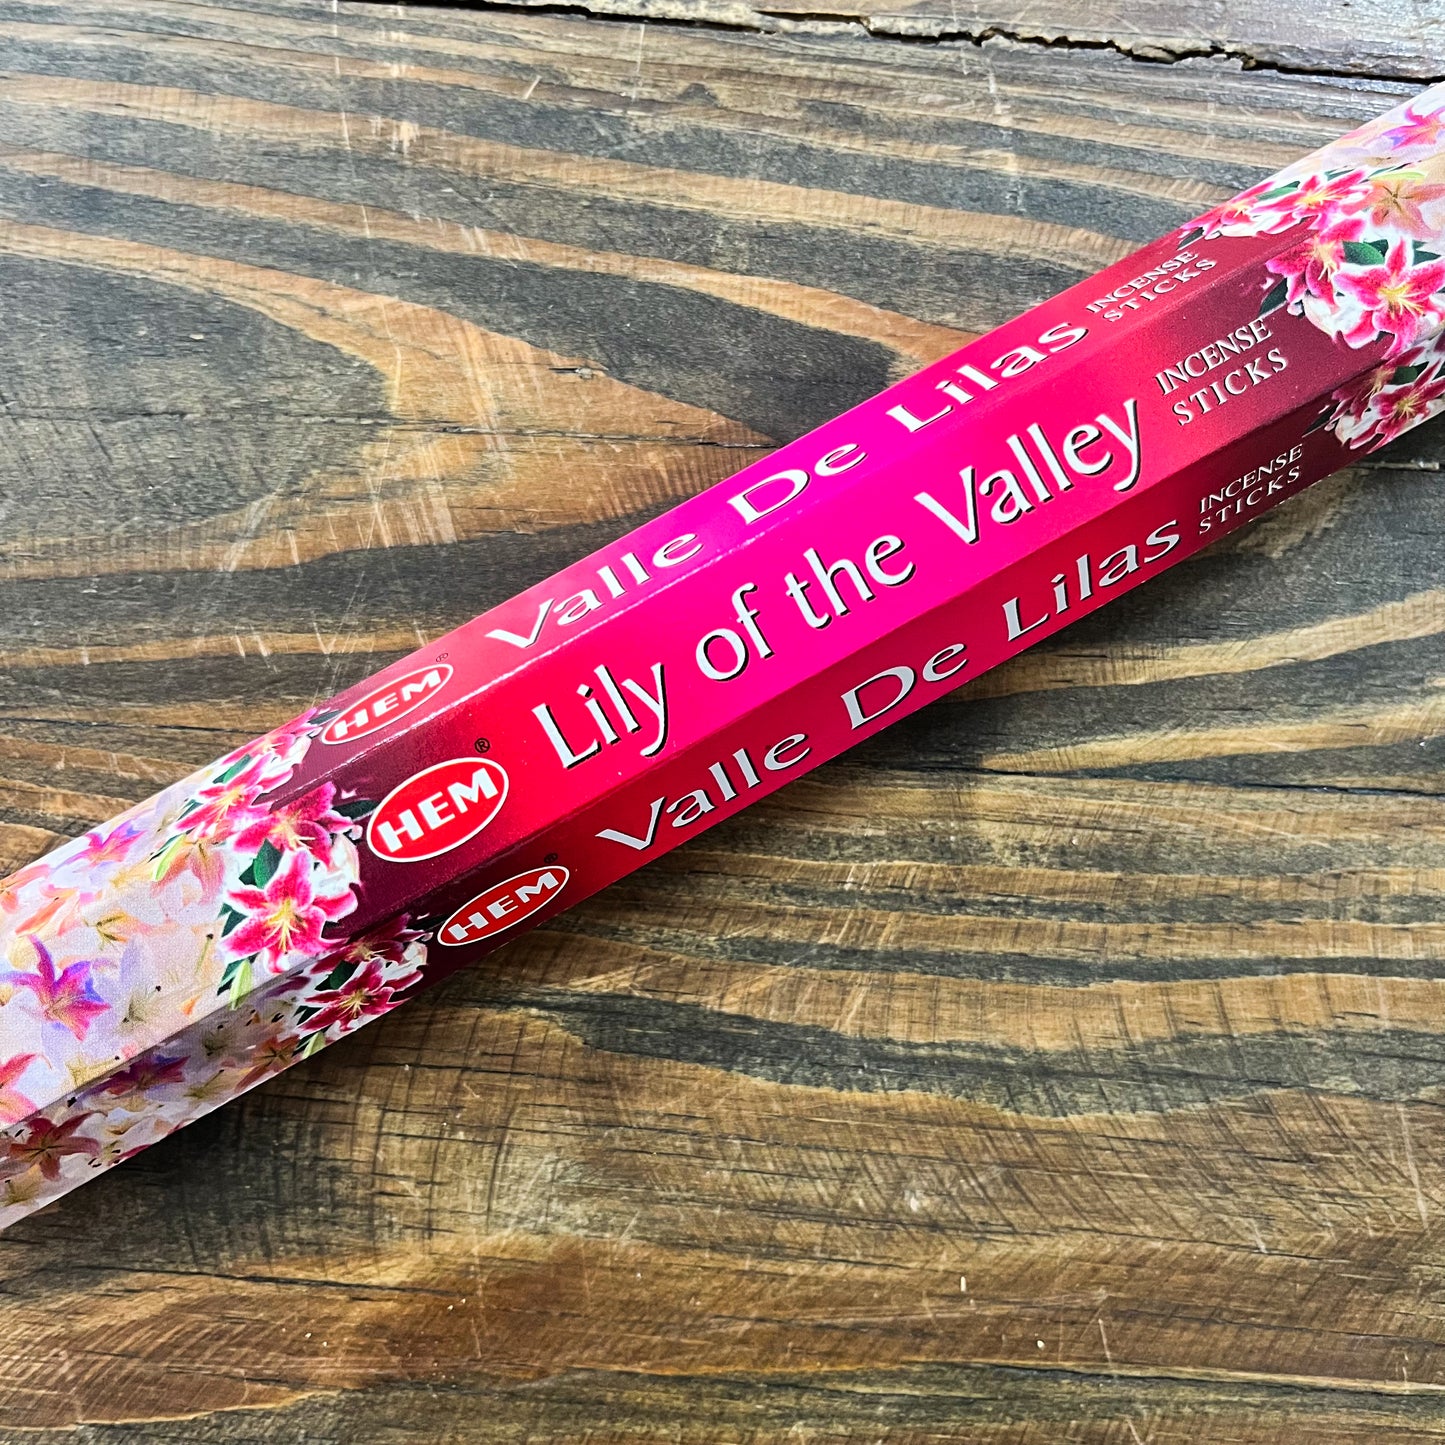 HEM®
Valle De Lilas
INCENSE
STICKS
HEM®
Lily of the Valley
INCENSE
STICKS
HEM®
Valle De Lilas
INCENSE
STICKS